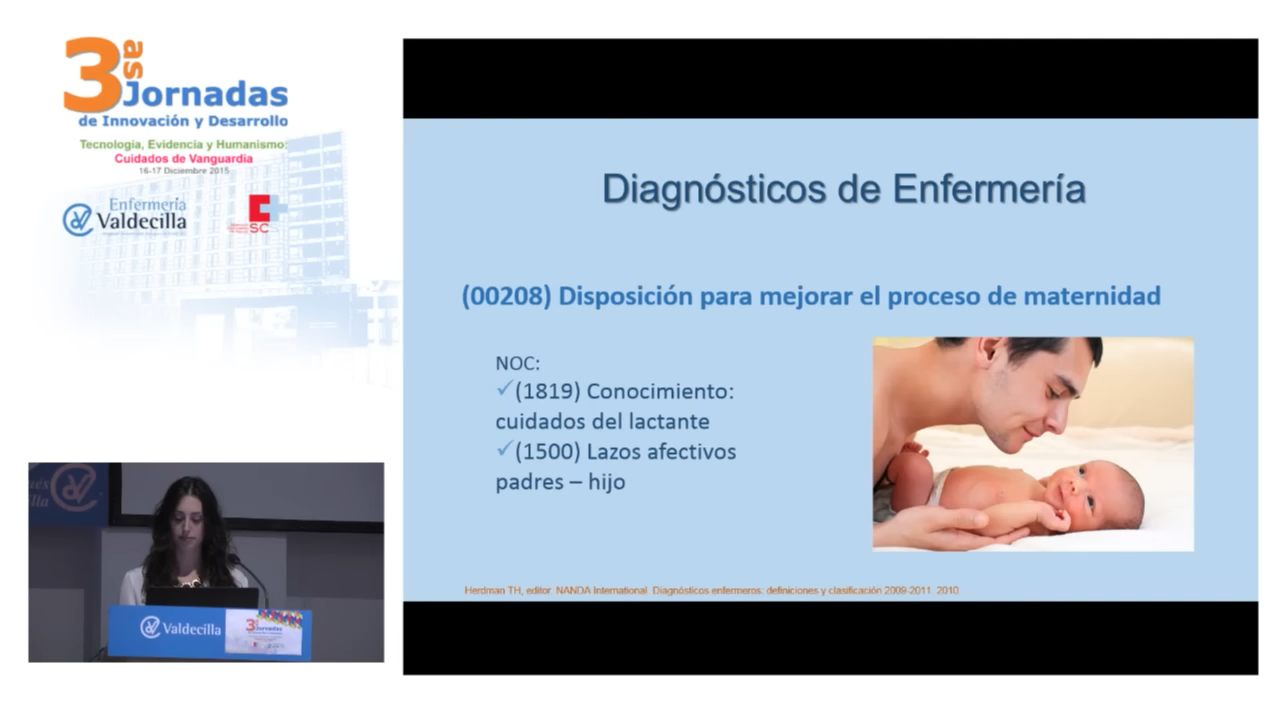 3as Jornadas
de Innovación y Desarrollo
Tecnología, Evidencia y Humanismo:
Cuidados de Vanguardia
16-17 Diciembre 2015
Enfermería
Valdecilla
SC
Diagnósticos de Enfermería
(00208) Disposición para mejorar el proceso de maternidad
NOC:
✓(1819) Conocimiento:
cuidados del lactante
✓(1500) Lazos afectivos
padres – hijo
Herdman TH, editor. NANDA International. Diagnósticos enfermeros: definiciones y clasificación 2009-2011. 2010
Valdecilla
3as Jornadas